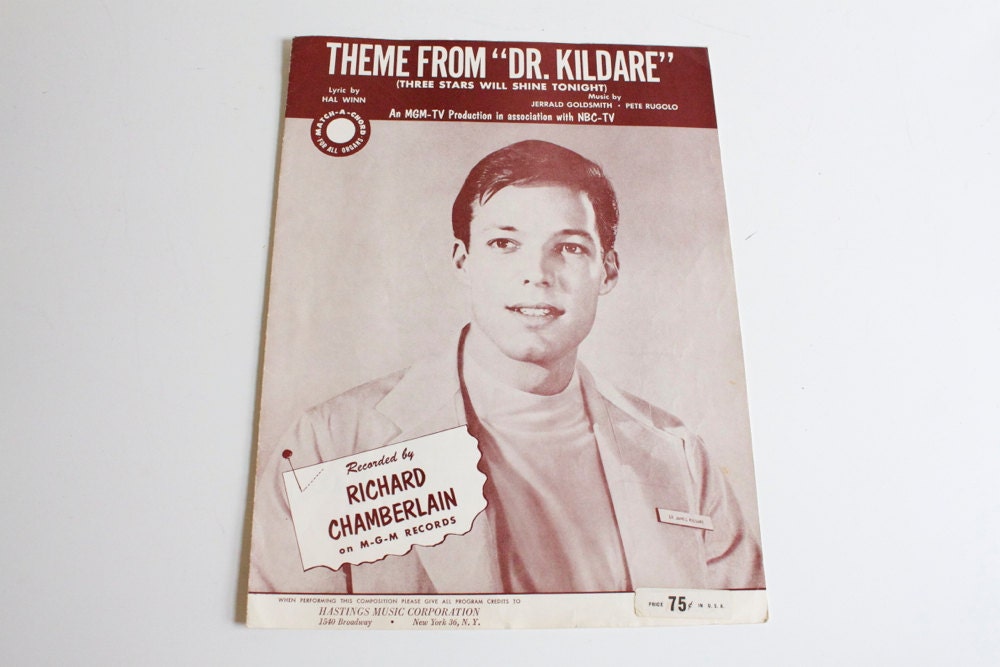 THEME FROM "DR. KILDARE"
(THREE STARS WILL SHINE TONIGHT)
Lyric by
HAL WINN
Music by
JERRALD GOLDSMITH • PETE RUGOLO
An MGM-TV Production in association with NBC-TV
MATCH-A-CHORD
FOR ALL ORGANS
Recorded by
RICHARD
CHAMBERLAIN
on M-G-M RECORDS
DR. JAMES KILDARE
WHEN PERFORMING THIS COMPOSITION PLEASE GIVE ALL PROGRAM CREDITS TO
HASTINGS MUSIC CORPORATION
1540 Broadway • New York 36, N. Y.
PRICE 75¢ IN U.S.A.